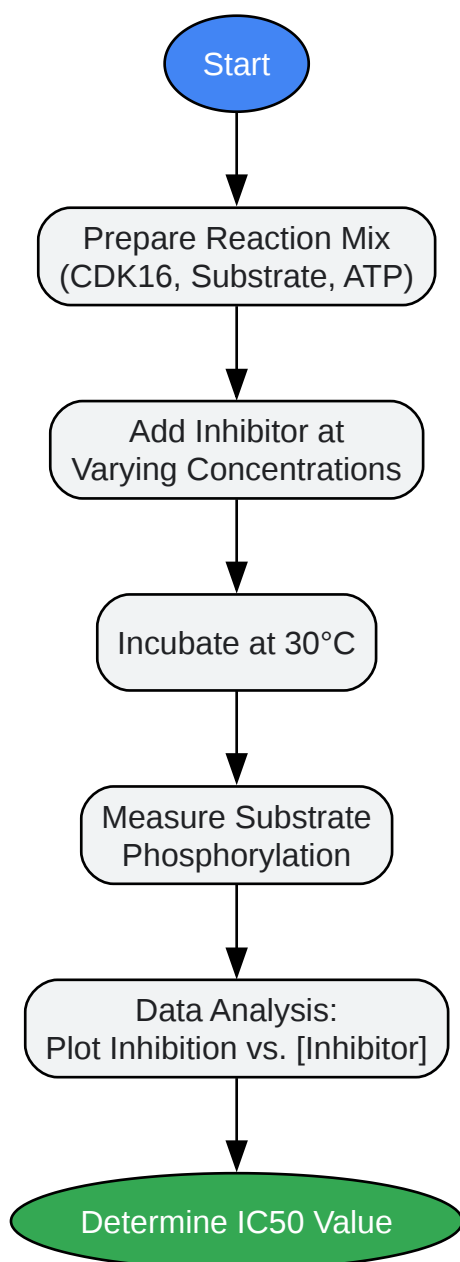 Start
Prepare Reaction Mix
(CDK16, Substrate, ATP)
Add Inhibitor at
Varying Concentrations
Incubate at 30°C
Measure Substrate
Phosphorylation
Data Analysis:
Plot Inhibition vs. [Inhibitor]
Determine IC50 Value